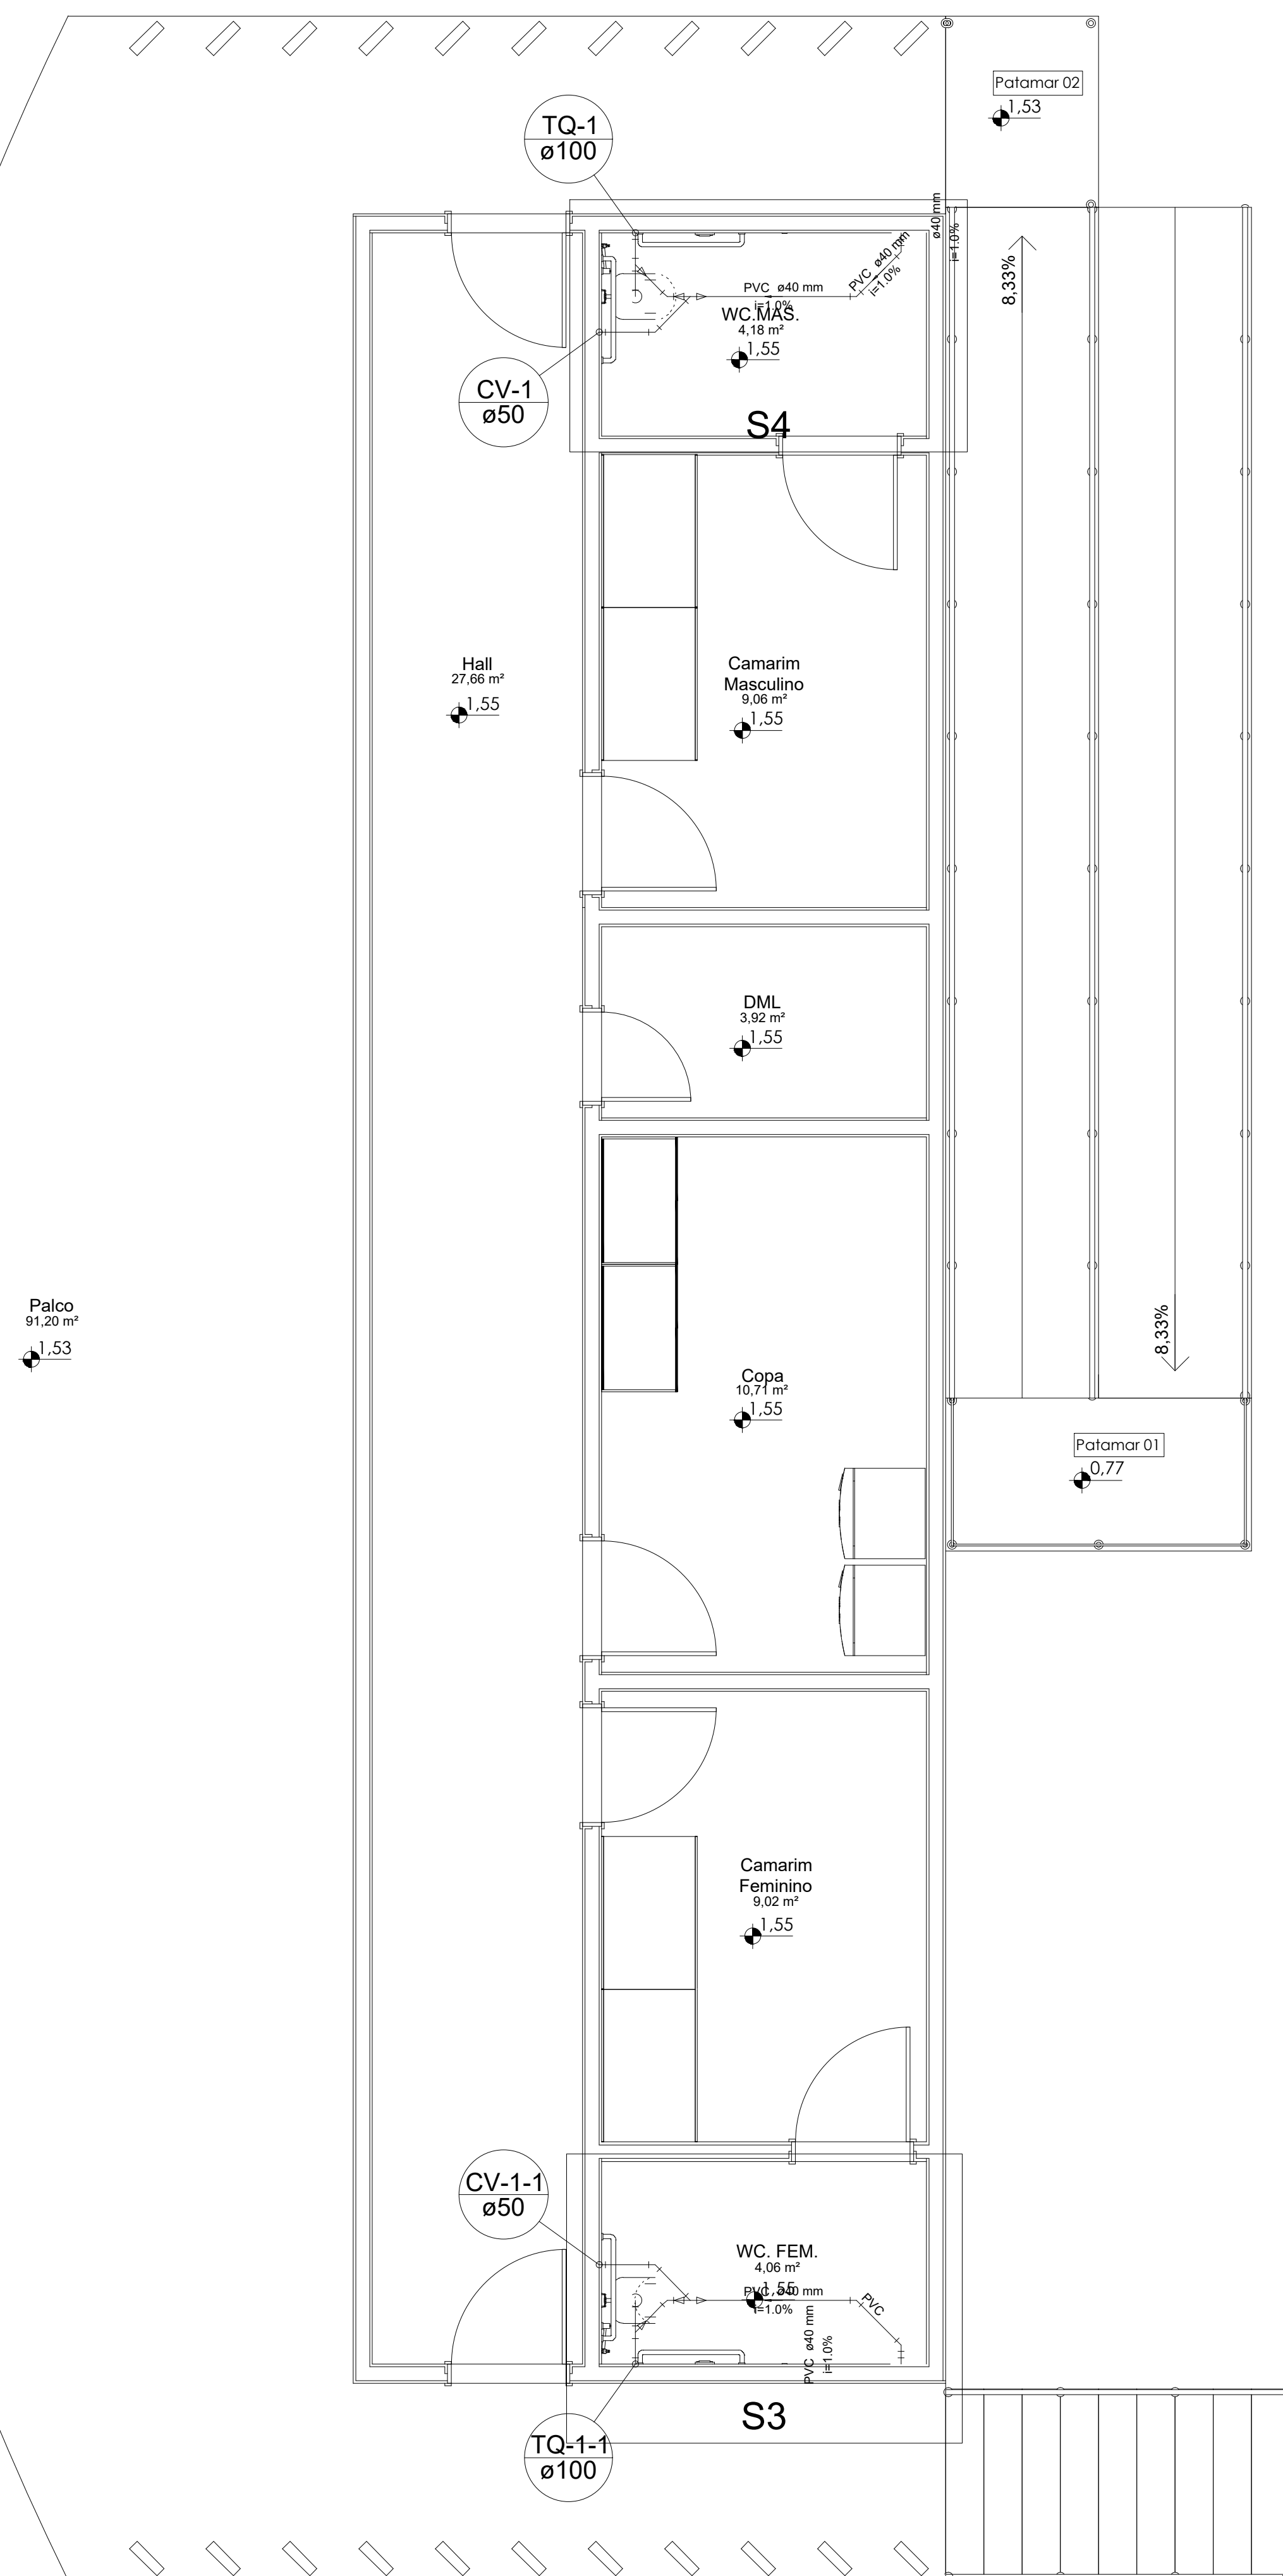 Patamar 02
1,53
TQ-1
ø100
ø40 mm
i=1.0%
8,33%
PVC ø40 mm
i=1.0%
PVC ø40 mm
i=1.0%
WC.MAS.
4,18 m²
1,55
CV-1
ø50
S4
Hall
27,66 m²
1,55
Camarim
Masculino
9,06 m²
1,55
DML
3,92 m²
1,55
Palco
91,20 m²
1,53
8,33%
Copa
10,71 m²
1,55
Patamar 01
0,77
Camarim
Feminino
9,02 m²
1,55
CV-1-1
ø50
WC. FEM.
4,06 m²
1,55
PVC ø40 mm
i=1.0%
PVC
PVC ø40 mm
i=1.0%
S3
TQ-1-1
ø100